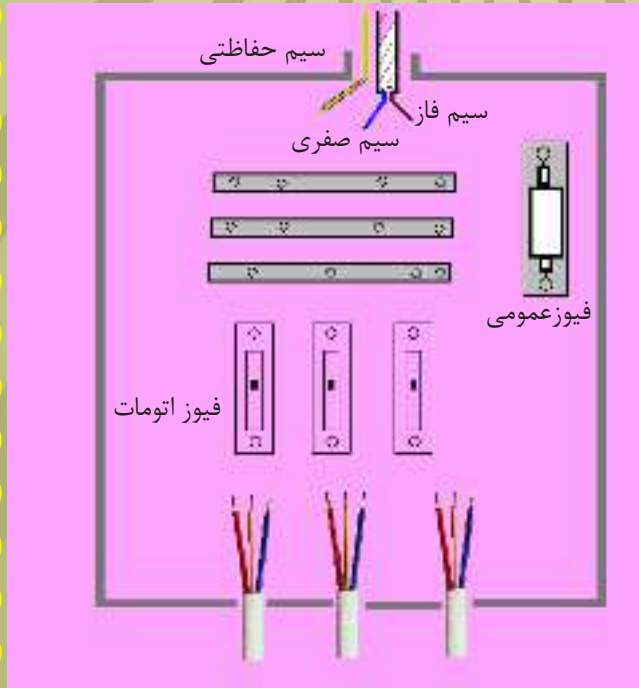 سیم حفاظتی
سیم فاز
سیم صفری
فیوزعمومی
فیوز اتومات